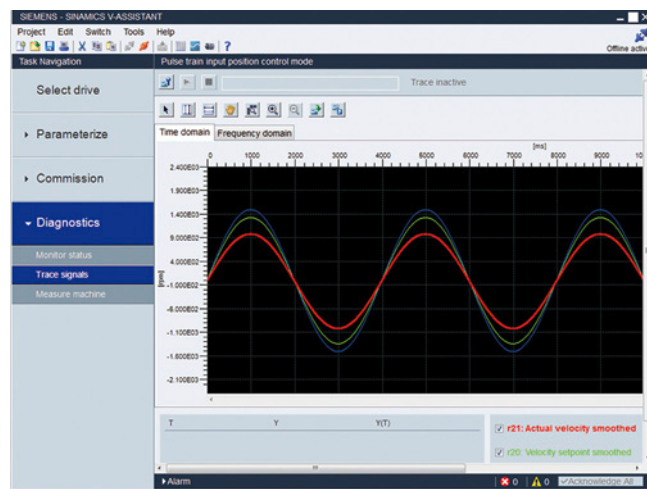 SIEMENS - SINAMICS V-ASSISTANT
Project Edit Switch Tools Help
Offline activ
Task Navigation
Pulse train input position control mode
Select drive
Trace inactive
Parameterize
Commission
Diagnostics
Monitor status
Trace signals
Measure machine
Time domain Frequency domain
[ms]
0 1000 2000 3000 4000 5000 6000 7000 8000 9000 10
2.400E03
1.900E03
1.400E03
9.000E02
4.000E02
-1.000E02
-6.000E02
-1.100E03
-1.600E03
-2.100E03
[rpm]
T Y Y(T)
r21: Actual velocity smoothed
r20: Velocity setpoint smoothed
Alarm
0 0 Acknowledge All